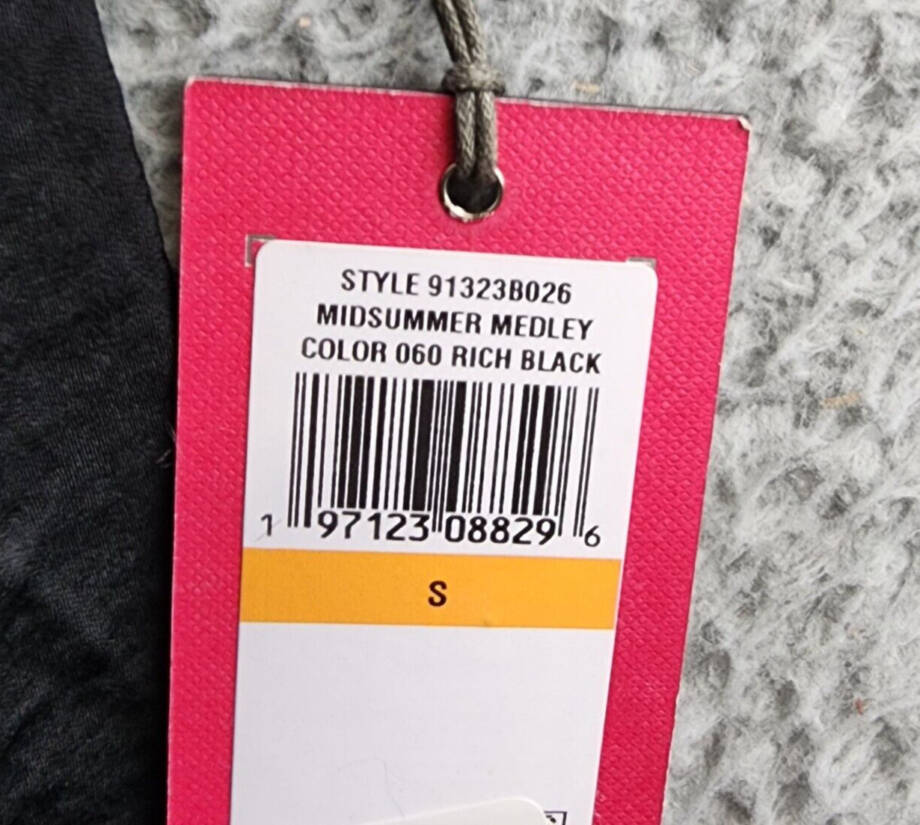 STYLE 91323B026
MIDSUMMER MEDLEY
COLOR 060 RICH BLACK
1 97123 08829 6
S